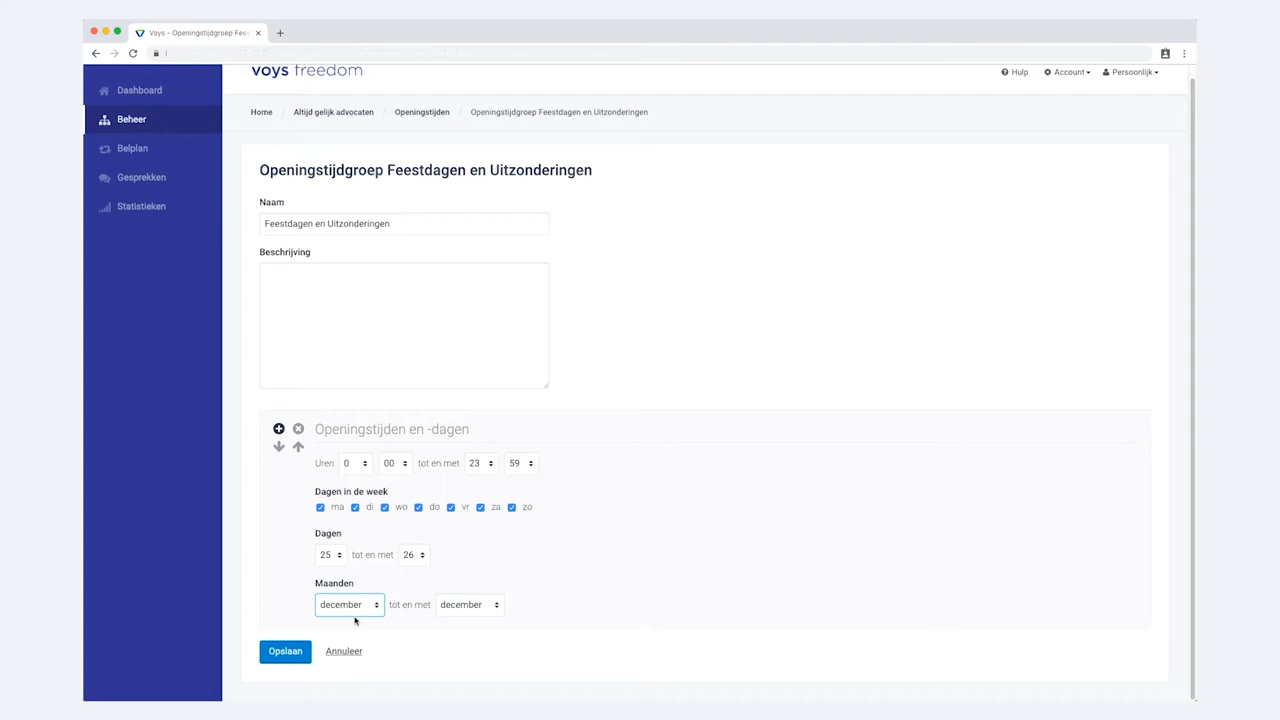 Voys - Openingstijdgroep Fees
voys freedom
Hulp Account Persoonlijk
Dashboard
Beheer
Belplan
Gesprekken
Statistieken
Home / Altijd gelijk advocaten / Openingstijden / Openingstijdgroep Feestdagen en Uitzonderingen
Openingstijdgroep Feestdagen en Uitzonderingen
Naam
Feestdagen en Uitzonderingen
Beschrijving
Openingstijden en -dagen
Uren 0 00 tot en met 23 59
Dagen in de week
ma di wo do vr za zo
Dagen
25 tot en met 26
Maanden
december tot en met december
Opslaan Annuleer